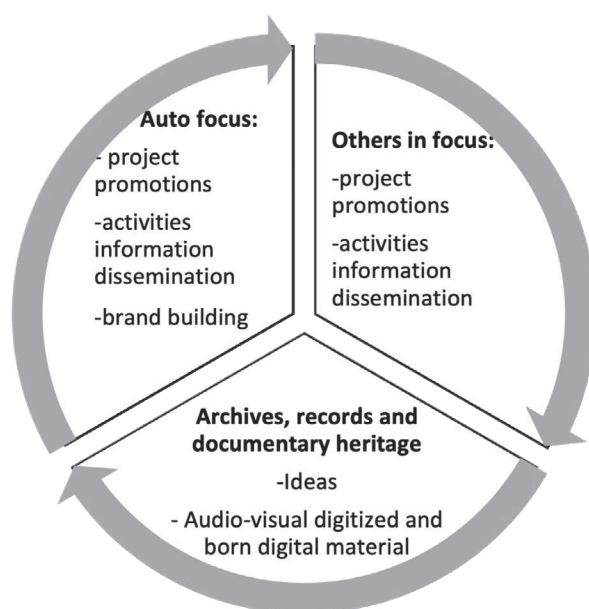 Auto focus:
- project
promotions
-activities
information
dissemination
-brand building
Others in focus:
-project
promotions
-activities
information
dissemination
Archives, records and
documentary heritage
-Ideas
- Audio-visual digitized and
born digital material